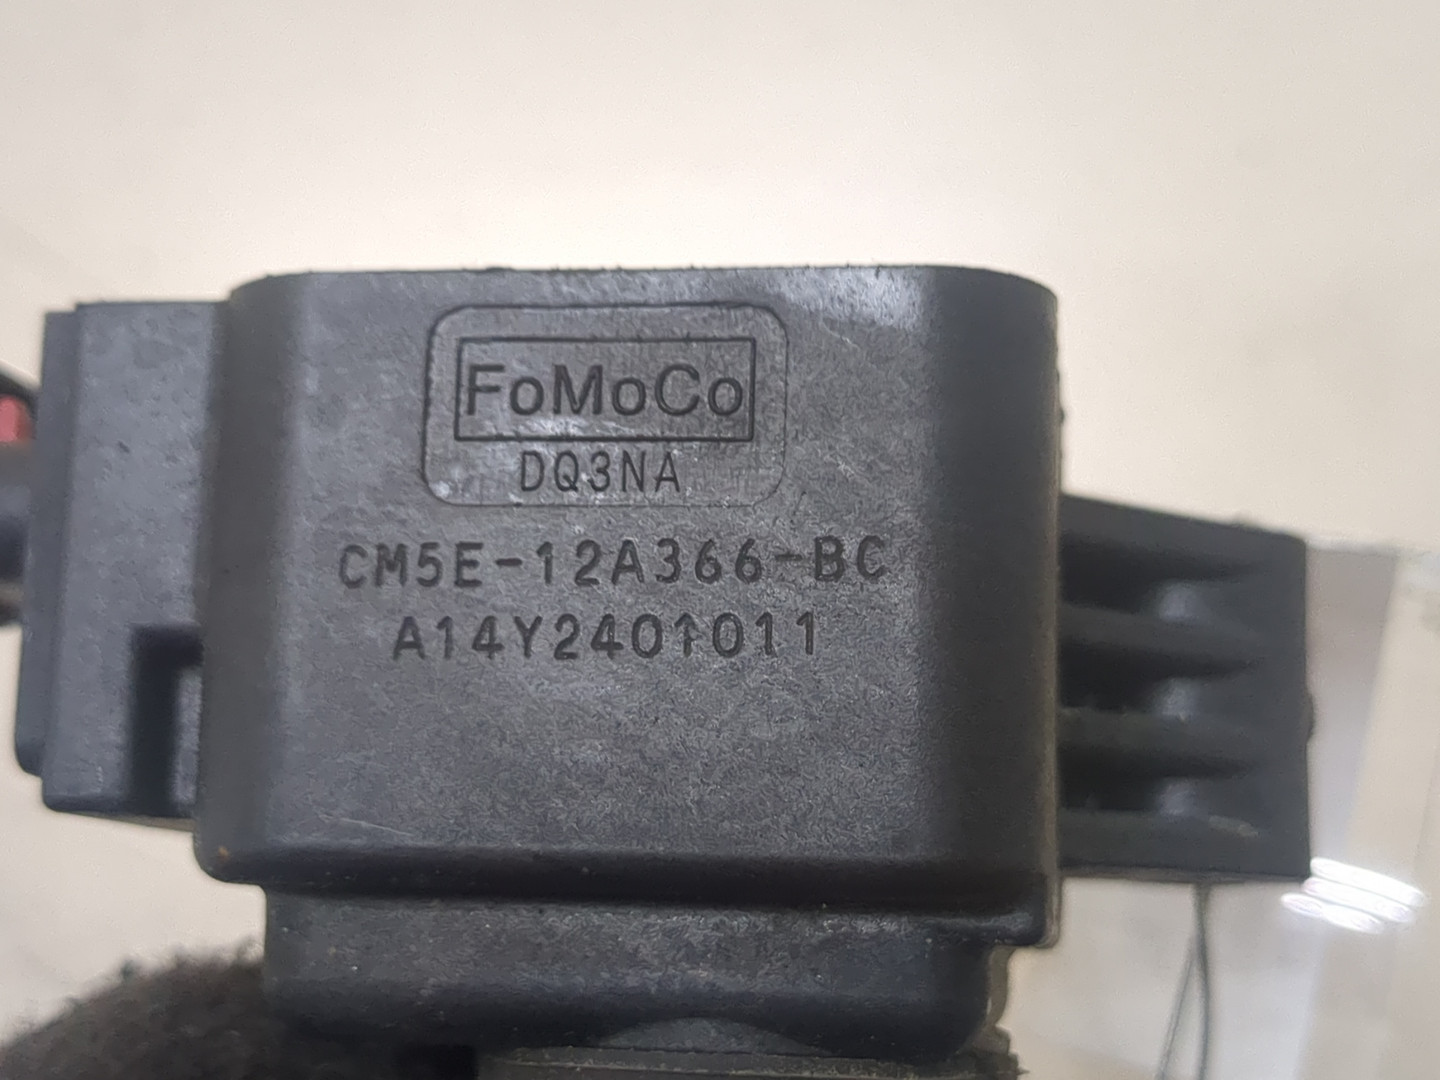 FoMoCo
DQ3NA
CM5E-12A366-BC
A14Y2401011